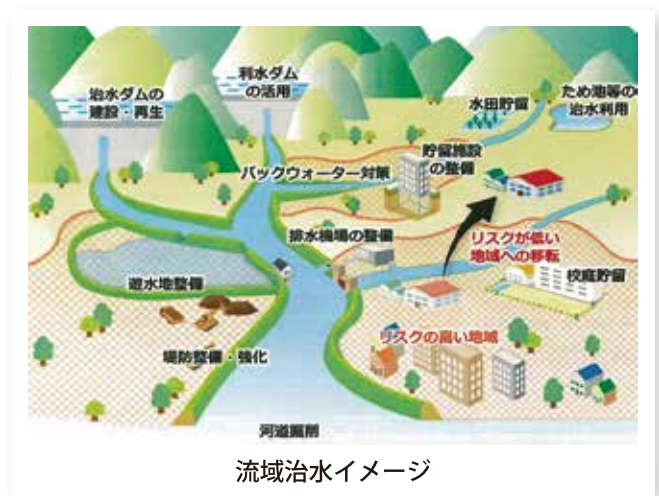 治水ダムの
建設・再生
利水ダム
の活用
水田貯留
ため池等の
治水利用
バックウォーター対策
貯留施設
の整備
排水機場の整備
リスクが低い
地域への移転
校庭貯留
遊水地整備
リスクの高い地域
堤防整備・強化
河道掘削
流域治水イメージ